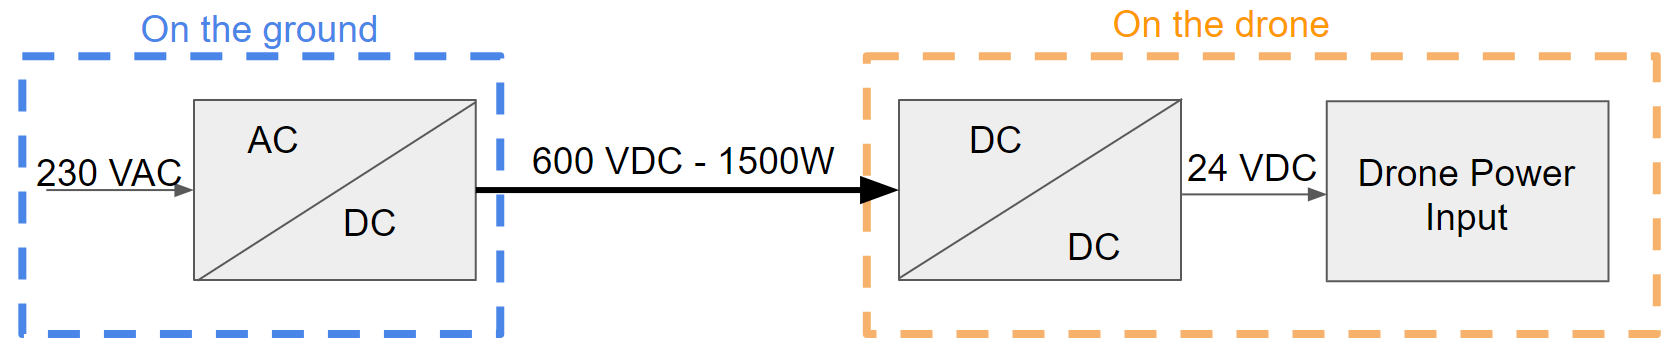 On the ground
On the drone
230 VAC
AC
DC
600 VDC - 1500W
DC
DC
24 VDC
Drone Power
Input